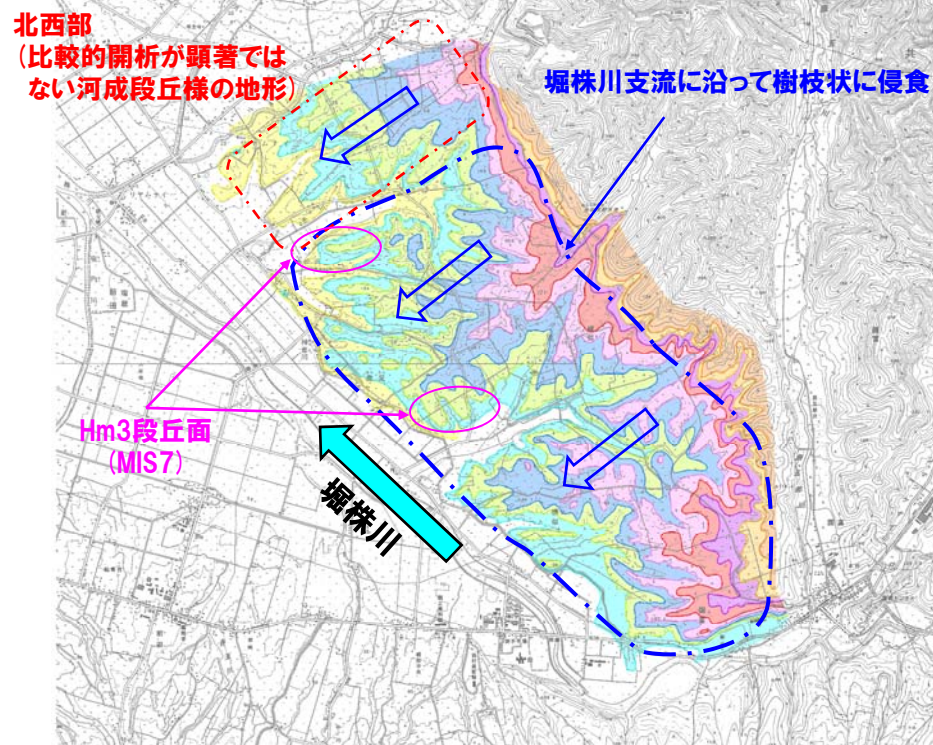 北西部
(比較的開析が顕著では
ない河成段丘様の地形)
堀株川支流に沿って樹枝状に侵食
Hm3段丘面
(MIS7)
堀株川